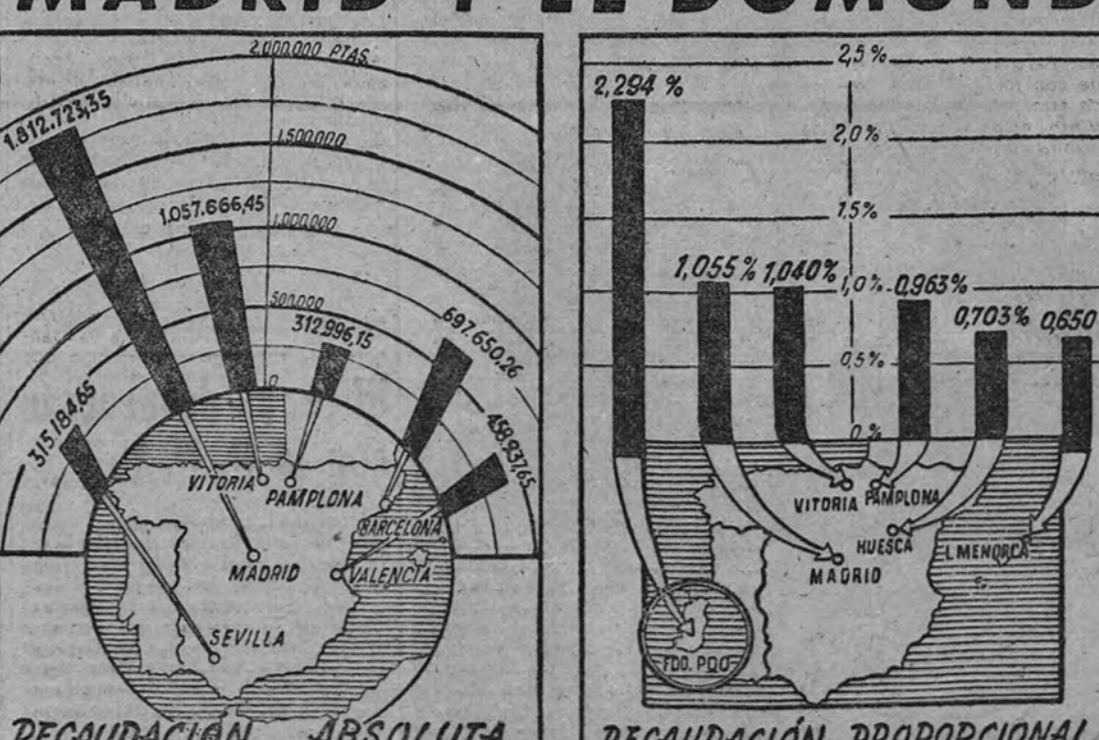 MADRID Y EL DOMUND
2,000.000 PTAS.
1.812.723,35
1.500.000
1.057.666,45
1.000.000
500.000
312.996,15
697.650,26
0
315.184,65
458.937,65
VITORIA
PAMPLONA
BARCELONA
MADRID
VALENCIA
SEVILLA
RECAUDACIÓN ABSOLUTA
2,5%
2,294 %
2,0%
1,5%
1,055% 1,040% 1,0% 0,963%
0,703% 0,650
0,5%
0%
VITORIA PAMPLONA
HUESCA
I. MENORCA
MADRID
FDO. POO
RECAUDACIÓN PROPORCIONAL